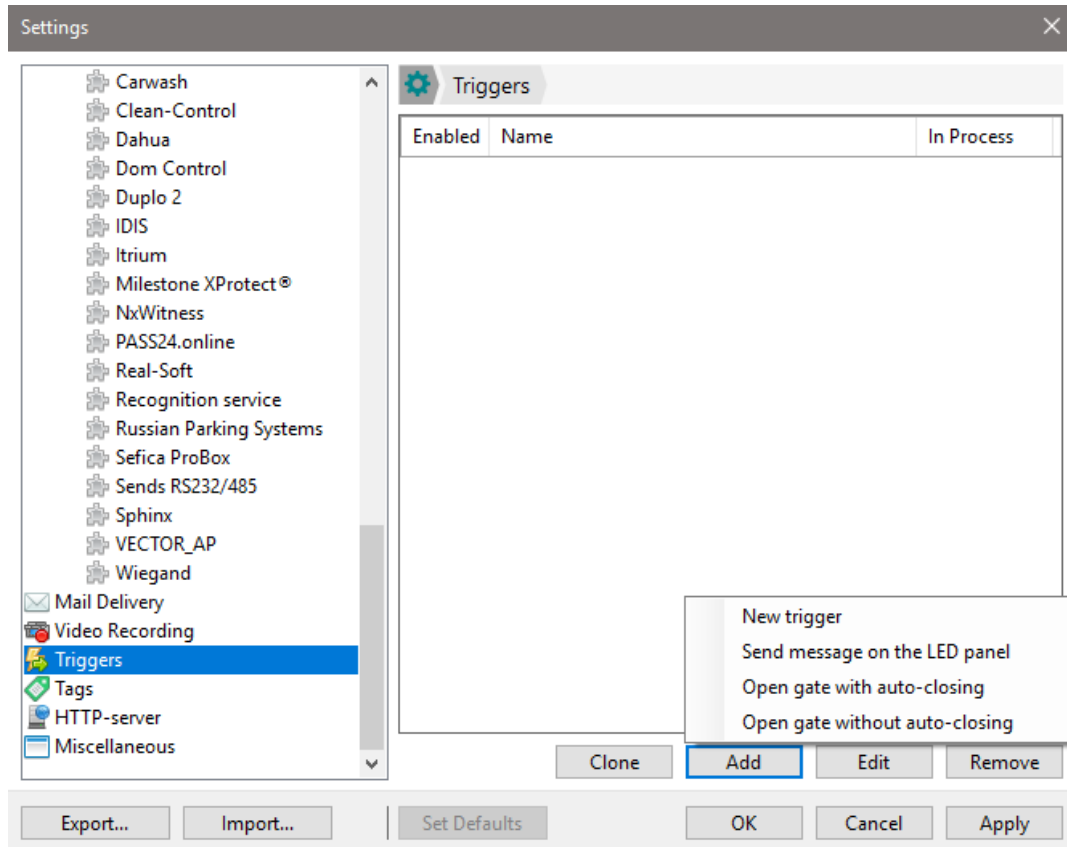 Settings
Carwash
Clean-Control
Dahua
Dom Control
Duplo 2
IDIS
Itrium
Milestone XProtect®
NxWitness
PASS24.online
Real-Soft
Recognition service
Russian Parking Systems
Sefica ProBox
Sends RS232/485
Sphinx
VECTOR_AP
Wiegand
Mail Delivery
Video Recording
Triggers
Tags
HTTP-server
Miscellaneous
Triggers
Enabled Name In Process
New trigger
Send message on the LED panel
Open gate with auto-closing
Open gate without auto-closing
Clone Add Edit Remove
Export... Import... Set Defaults OK Cancel Apply